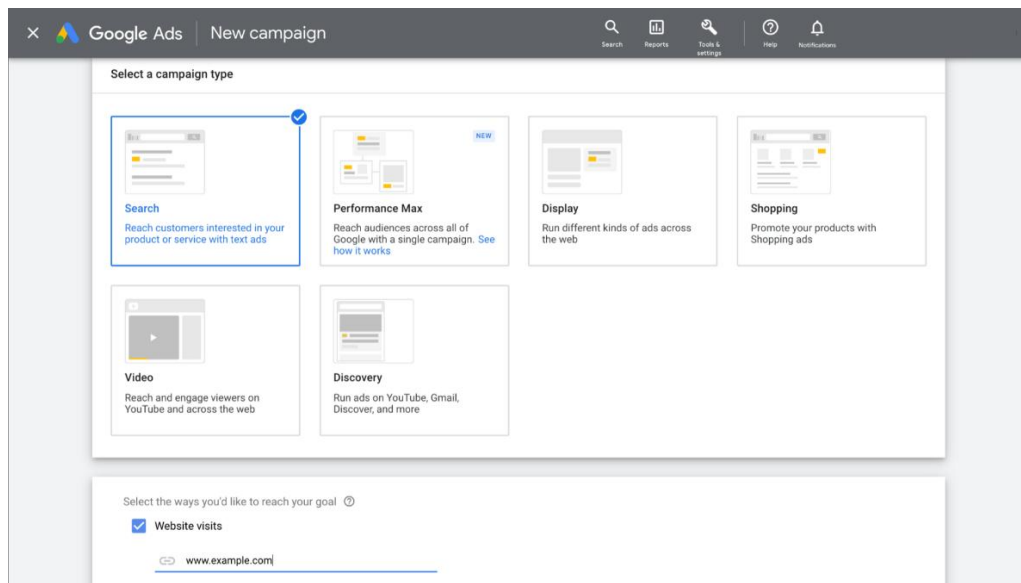 Google Ads
New campaign
Search
Reports
Tools &
settings
Help
Notifications
Select a campaign type
Search
Reach customers interested in your
product or service with text ads
NEW
Performance Max
Reach audiences across all of
Google with a single campaign. See
how it works
Display
Run different kinds of ads across
the web
Shopping
Promote your products with
Shopping ads
Video
Reach and engage viewers on
YouTube and across the web
Discovery
Run ads on YouTube, Gmail,
Discover, and more
Select the ways you'd like to reach your goal
Website visits
www.example.com